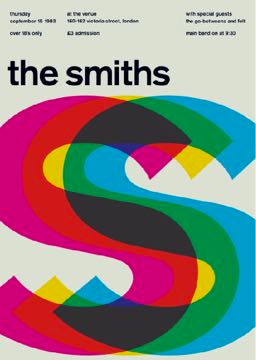 thursday
september 15 1983
over 18's only
at the venue
160-162 victoria street, london
£3 admission
with special guests
the go-betweens and felt
main band on at 9:30
the smiths